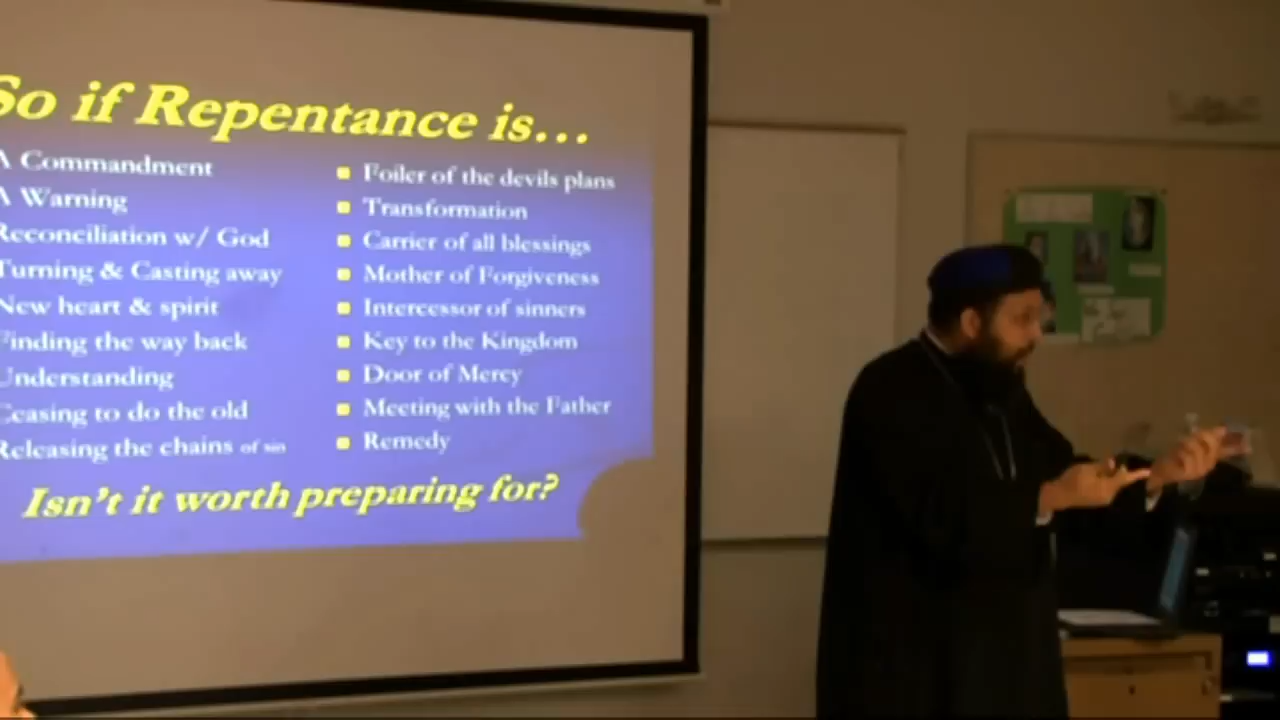 So if Repentance is...
A Commandment
A Warning
Reconciliation w/ God
Turning & Casting away
New heart & spirit
Finding the way back
Understanding
Ceasing to do the old
Releasing the chains of sin
Foiler of the devils plans
Transformation
Carrier of all blessings
Mother of Forgiveness
Intercessor of sinners
Key to the Kingdom
Door of Mercy
Meeting with the Father
Remedy
Isn't it worth preparing for?